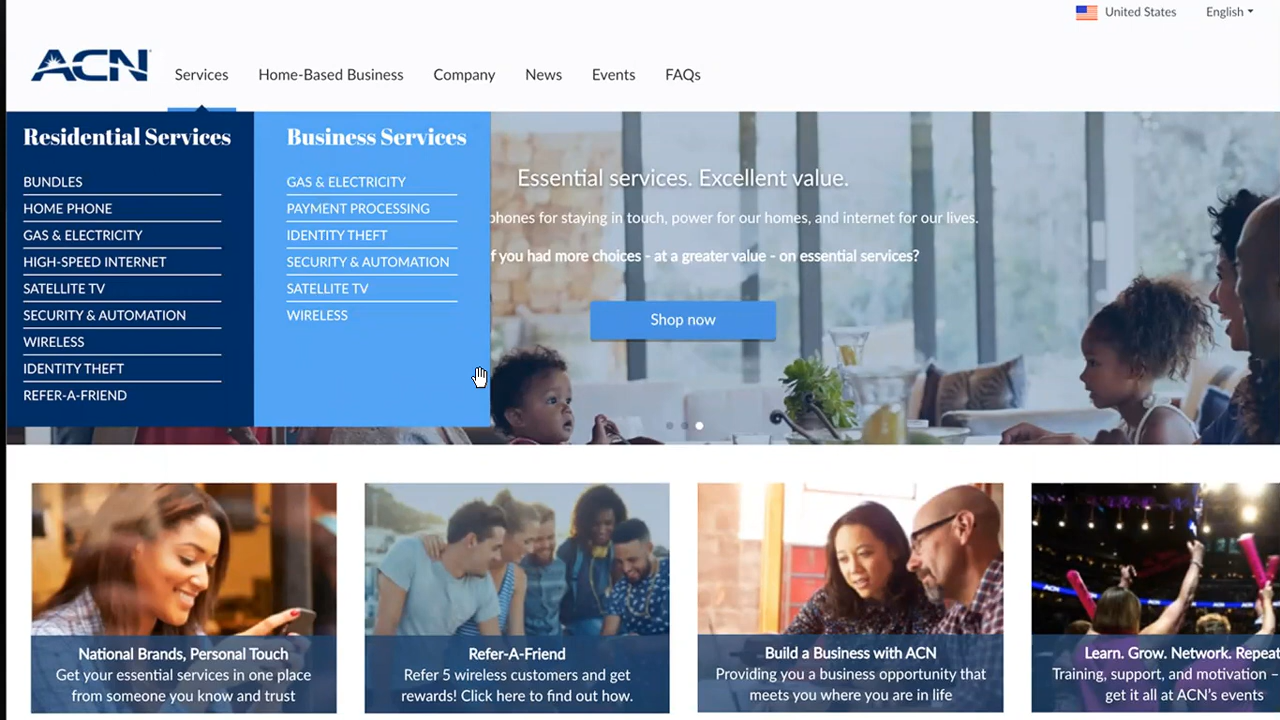 United States
English
ACN
Services
Home-Based Business
Company
News
Events
FAQs
Residential Services
BUNDLES
HOME PHONE
GAS & ELECTRICITY
HIGH-SPEED INTERNET
SATELLITE TV
SECURITY & AUTOMATION
WIRELESS
IDENTITY THEFT
REFER-A-FRIEND
Business Services
GAS & ELECTRICITY
PAYMENT PROCESSING
IDENTITY THEFT
SECURITY & AUTOMATION
SATELLITE TV
WIRELESS
Essential services. Excellent value.
phones for staying in touch, power for our homes, and internet for our lives.
f you had more choices - at a greater value - on essential services?
Shop now
National Brands, Personal Touch
Get your essential services in one place
from someone you know and trust
Refer-A-Friend
Refer 5 wireless customers and get
rewards! Click here to find out how.
Build a Business with ACN
Providing you a business opportunity that
meets you where you are in life
ACN
ACN
Learn. Grow. Network. Repeat
Training, support, and motivation –
get it all at ACN's events